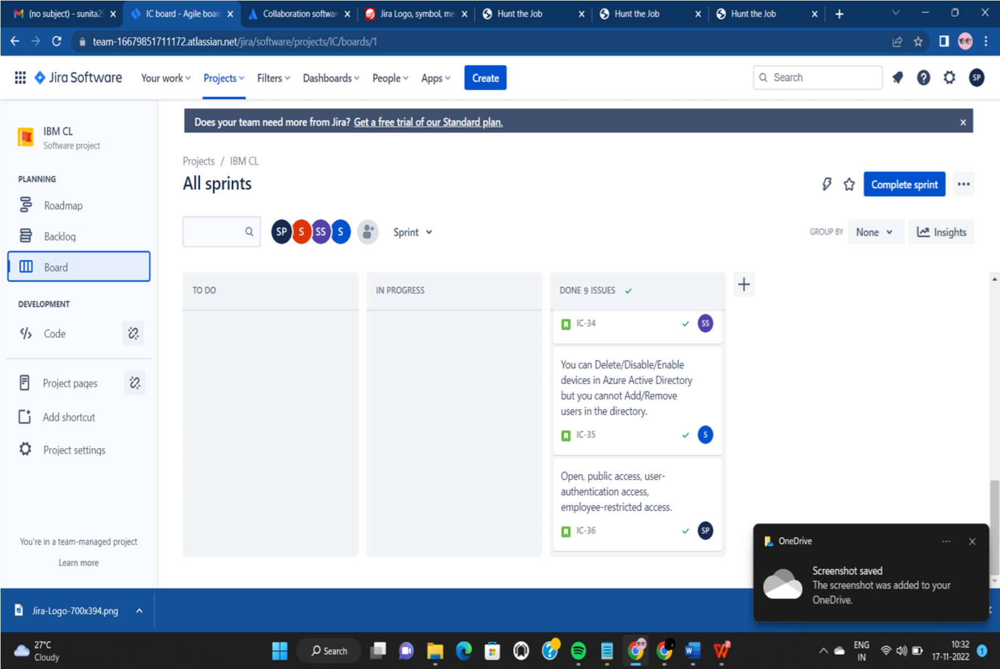 (no subject) - sunita29
IC board - Agile board
Collaboration software
Jira Logo, symbol, me
Hunt the Job
Hunt the Job
Hunt the Job
team-16679851711172.atlassian.net/jira/software/projects/IC/boards/1
Jira Software
Your work
Projects
Filters
Dashboards
People
Apps
Create
Search
SP
Does your team need more from Jira? Get a free trial of our Standard plan.
IBM CL
Software project
Projects / IBM CL
All sprints
Complete sprint
PLANNING
Roadmap
Backlog
Board
DEVELOPMENT
Code
Project pages
Add shortcut
Project settings
You're in a team-managed project
Learn more
SP S SS S
Sprint
GROUP BY
None
Insights
TO DO
IN PROGRESS
DONE 9 ISSUES
IC-34
SS
You can Delete/Disable/Enable
devices in Azure Active Directory
but you cannot Add/Remove
users in the directory.
IC-35
S
Open, public access, user-
authentication access,
employee-restricted access.
IC-36
SP
OneDrive
Screenshot saved
The screenshot was added to your
OneDrive.
Jira-Logo-700x394.png
27°C
Cloudy
Search
ENG
IN
10:32
17-11-2022
1